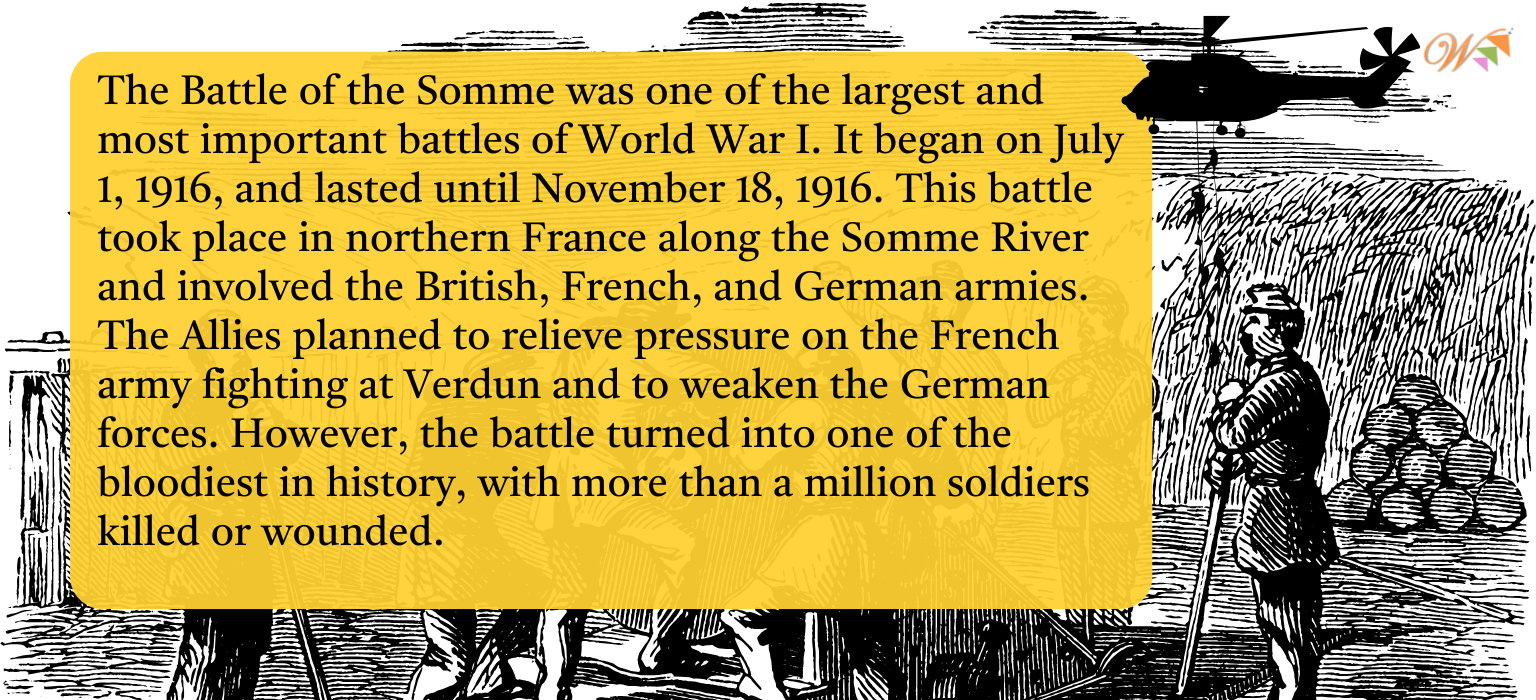 The Battle of the Somme was one of the largest and
most important battles of World War I. It began on July
1, 1916, and lasted until November 18, 1916. This battle
took place in northern France along the Somme River
and involved the British, French, and German armies.
The Allies planned to relieve pressure on the French
army fighting at Verdun and to weaken the German
forces. However, the battle turned into one of the
bloodiest in history, with more than a million soldiers
killed or wounded.
W